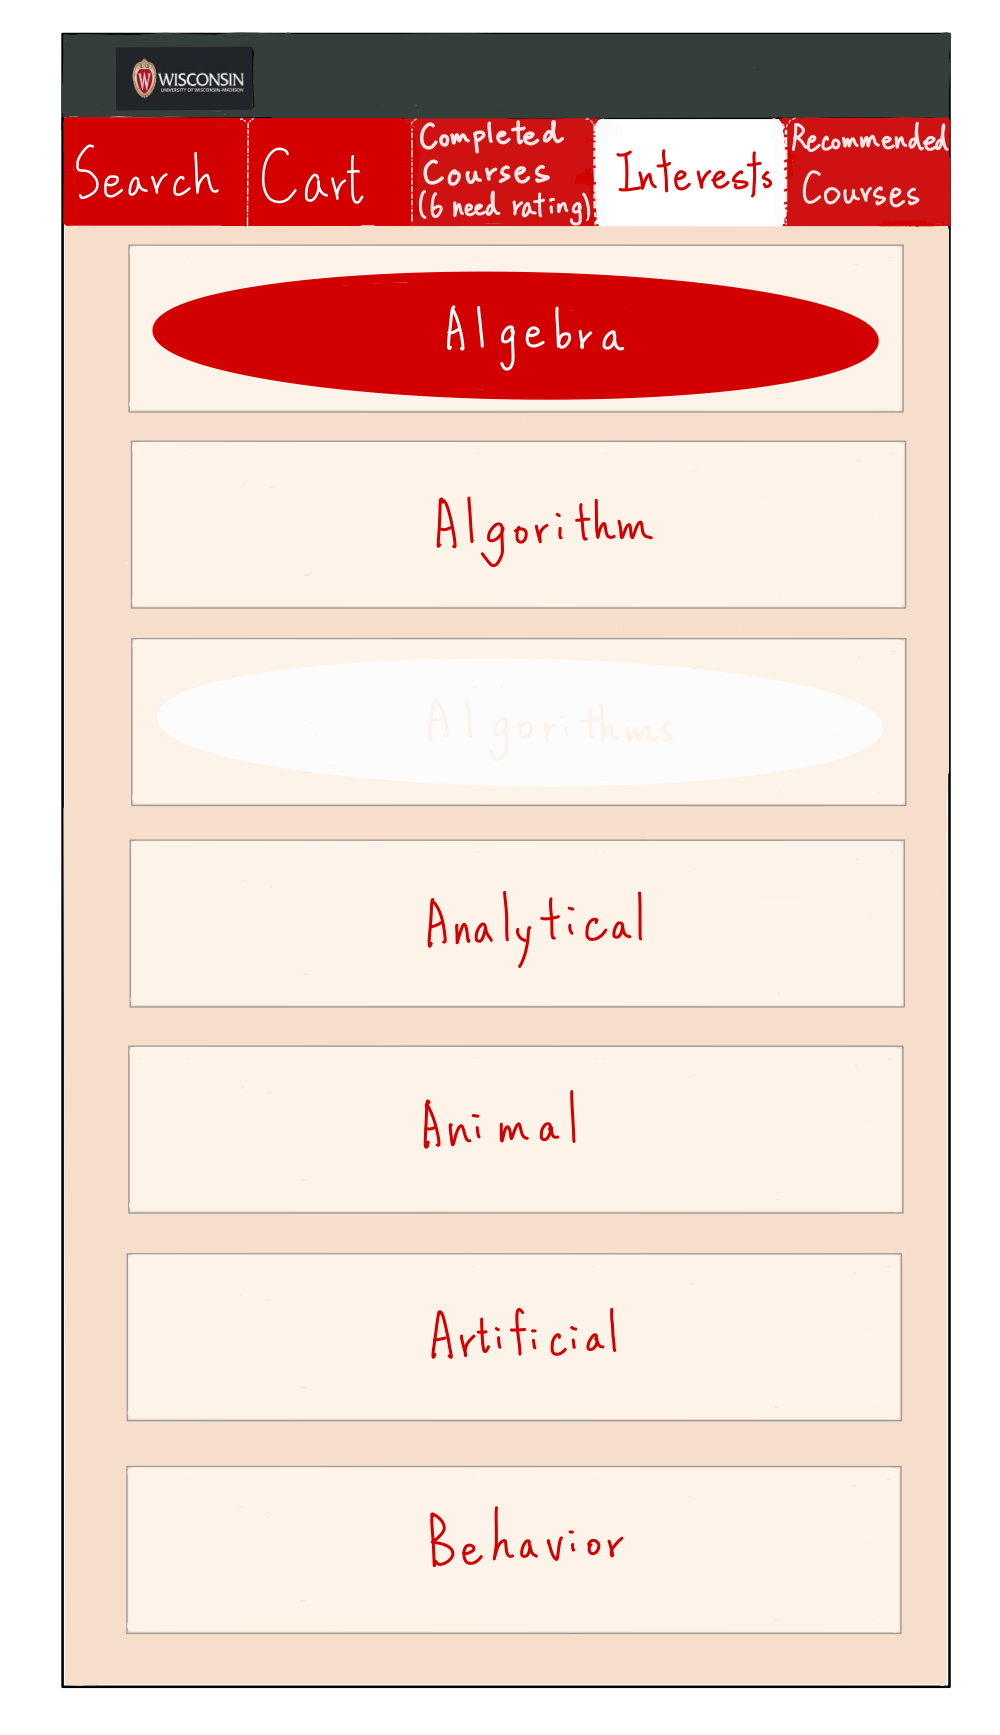 W WISCONSIN
UNIVERSITY OF WISCONSIN-MADISON
Search
Cart
Completed
Courses
(6 need rating)
Interests
Recommended
Courses
Algebra
Algorithm
Algorithms
Analytical
Animal
Artificial
Behavior